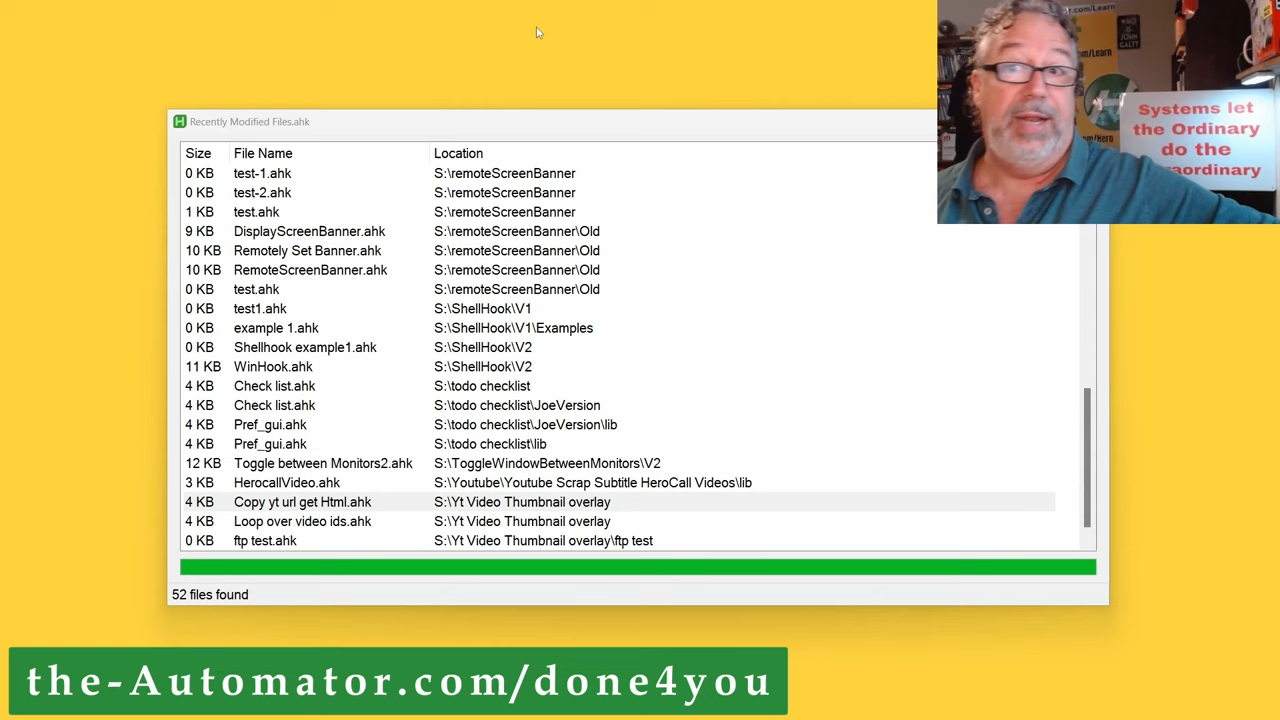 Recently Modified Files.ahk
Size File Name Location
0 KB test-1.ahk S:\remoteScreenBanner
0 KB test-2.ahk S:\remoteScreenBanner
1 KB test.ahk S:\remoteScreenBanner
9 KB DisplayScreenBanner.ahk S:\remoteScreenBanner\Old
10 KB Remotely Set Banner.ahk S:\remoteScreenBanner\Old
10 KB RemoteScreenBanner.ahk S:\remoteScreenBanner\Old
0 KB test.ahk S:\remoteScreenBanner\Old
0 KB test1.ahk S:\ShellHook\V1
0 KB example 1.ahk S:\ShellHook\V1\Examples
0 KB Shellhook example1.ahk S:\ShellHook\V2
11 KB WinHook.ahk S:\ShellHook\V2
4 KB Check list.ahk S:\todo checklist
4 KB Check list.ahk S:\todo checklist\JoeVersion
4 KB Pref_gui.ahk S:\todo checklist\JoeVersion\lib
4 KB Pref_gui.ahk S:\todo checklist\lib
12 KB Toggle between Monitors2.ahk S:\ToggleWindowBetweenMonitors\V2
3 KB HerocallVideo.ahk S:\Youtube\Youtube Scrap Subtitle HeroCall Videos\lib
4 KB Copy yt url get Html.ahk S:\Yt Video Thumbnail overlay
4 KB Loop over video ids.ahk S:\Yt Video Thumbnail overlay
0 KB ftp test.ahk S:\Yt Video Thumbnail overlay\ftp test
52 files found
.com/Learn
WHO
JOHN
GALT?
m/Learn
m/Hero
Systems let
the Ordinary
do the
raordinary
the-Automator.com/done4you